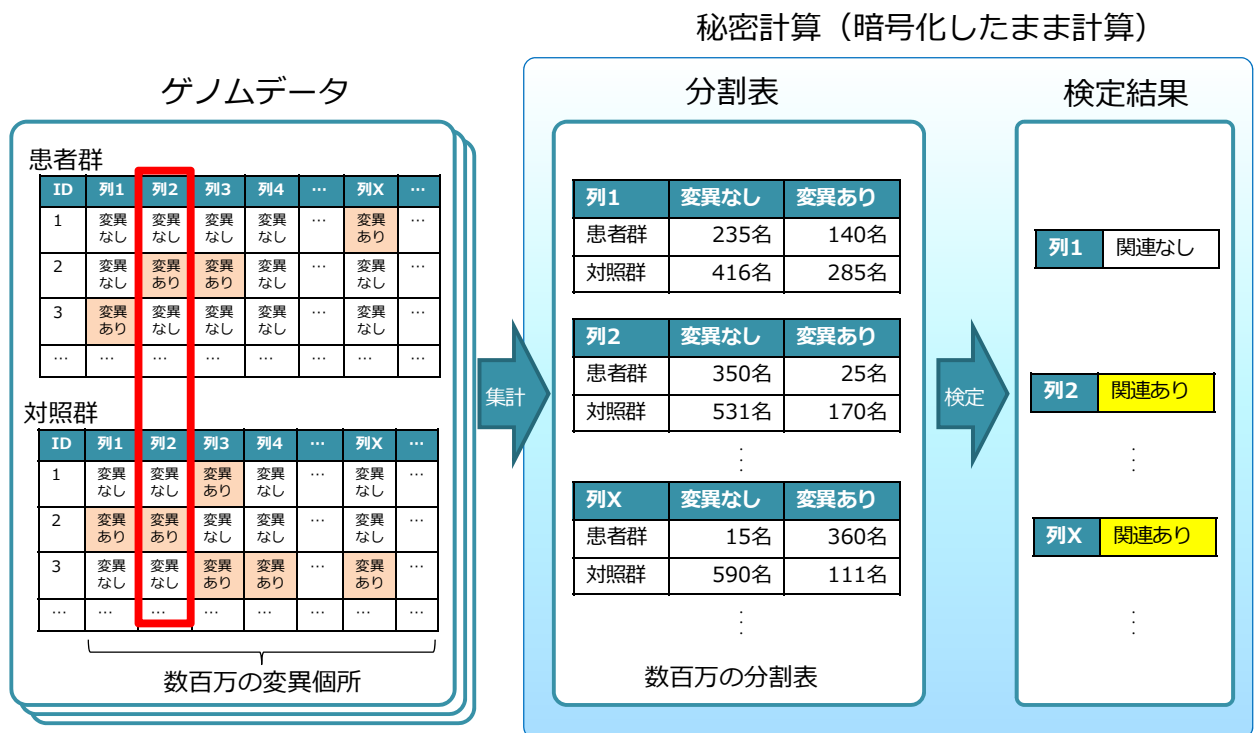 秘密計算（暗号化したまま計算）
ゲノムデータ
患者群
ID 列1 列2 列3 列4 … 列X …
1 変異なし 変異なし 変異なし 変異なし … 変異あり …
2 変異なし 変異あり 変異あり 変異なし … 変異なし …
3 変異あり 変異なし 変異なし 変異なし … 変異なし …
… … … … … … … …
対照群
ID 列1 列2 列3 列4 … 列X …
1 変異なし 変異なし 変異あり 変異なし … 変異なし …
2 変異あり 変異あり 変異なし 変異なし … 変異なし …
3 変異なし 変異なし 変異あり 変異あり … 変異あり …
… … … … … … … …
数百万の変異個所
集計
分割表
列1 変異なし 変異あり
患者群 235名 140名
対照群 416名 285名
列2 変異なし 変異あり
患者群 350名 25名
対照群 531名 170名
⋮
列X 変異なし 変異あり
患者群 15名 360名
対照群 590名 111名
⋮
数百万の分割表
検定
検定結果
列1 関連なし
列2 関連あり
⋮
列X 関連あり
⋮